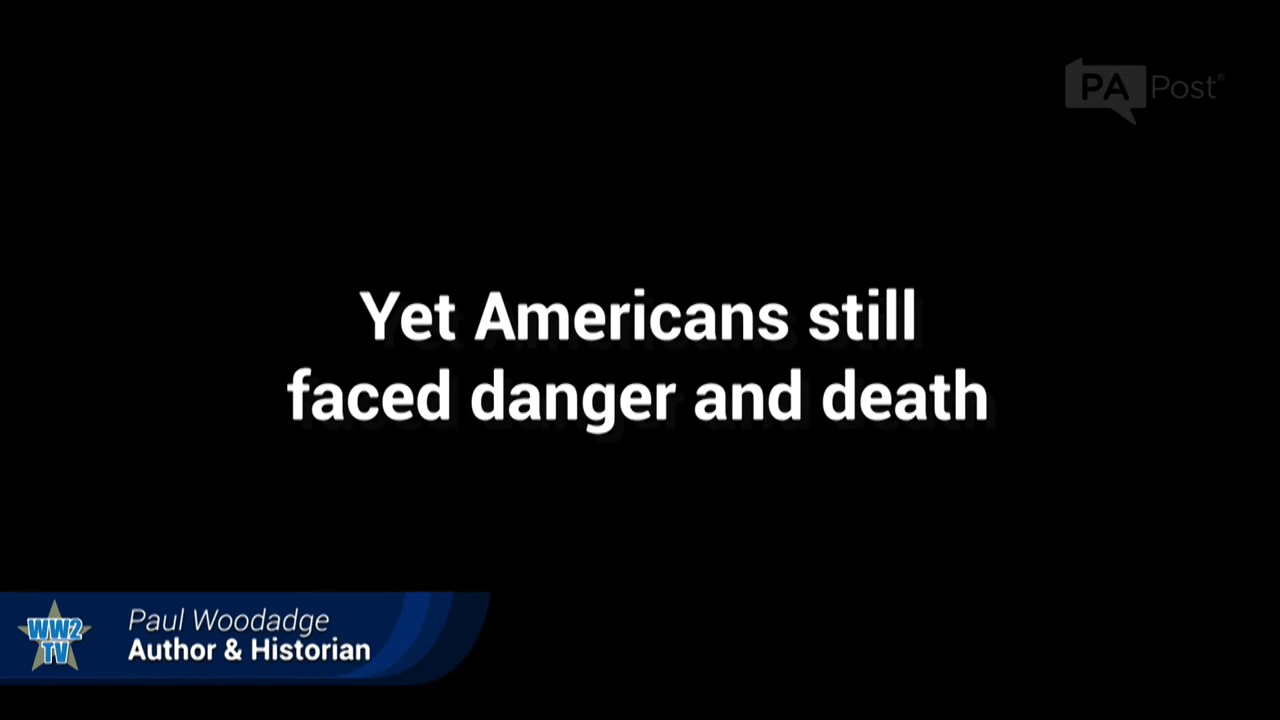 PA Post®
Yet Americans still
faced danger and death
WW2
TV
Paul Woodadge
Author & Historian